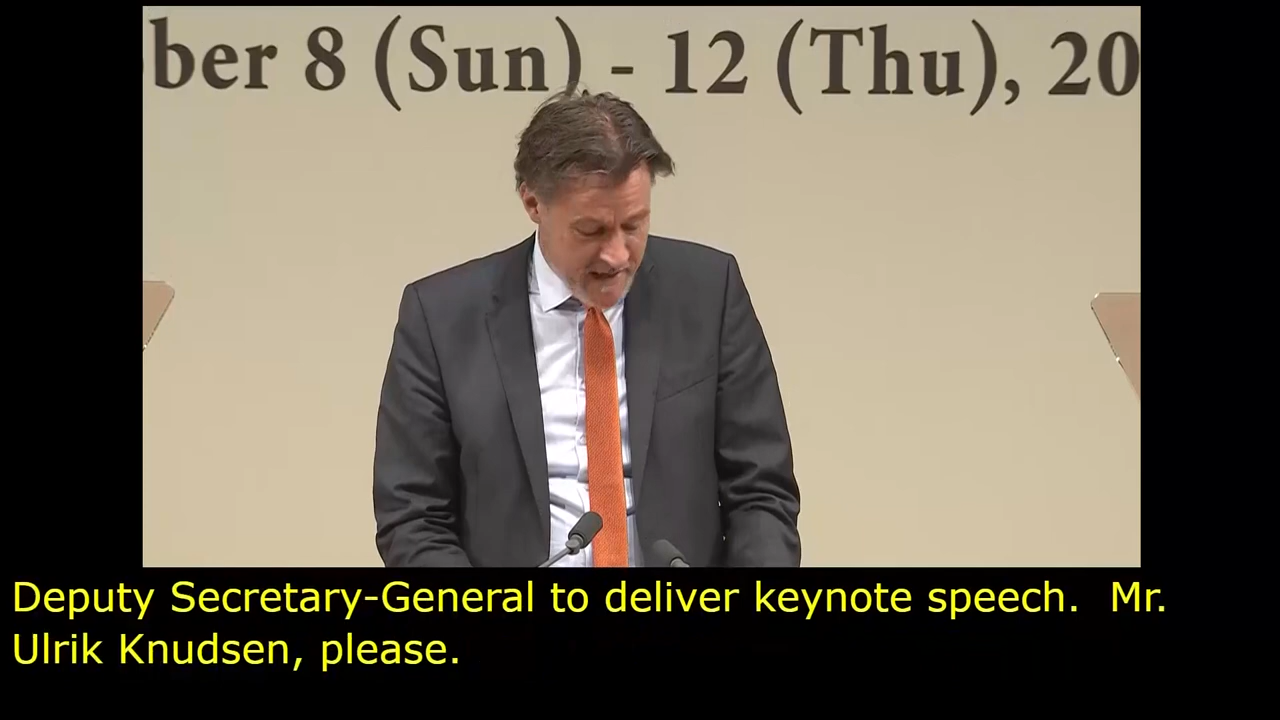 ber 8 (Sun) - 12 (Thu), 20
Deputy Secretary-General to deliver keynote speech.  Mr.
Ulrik Knudsen, please.